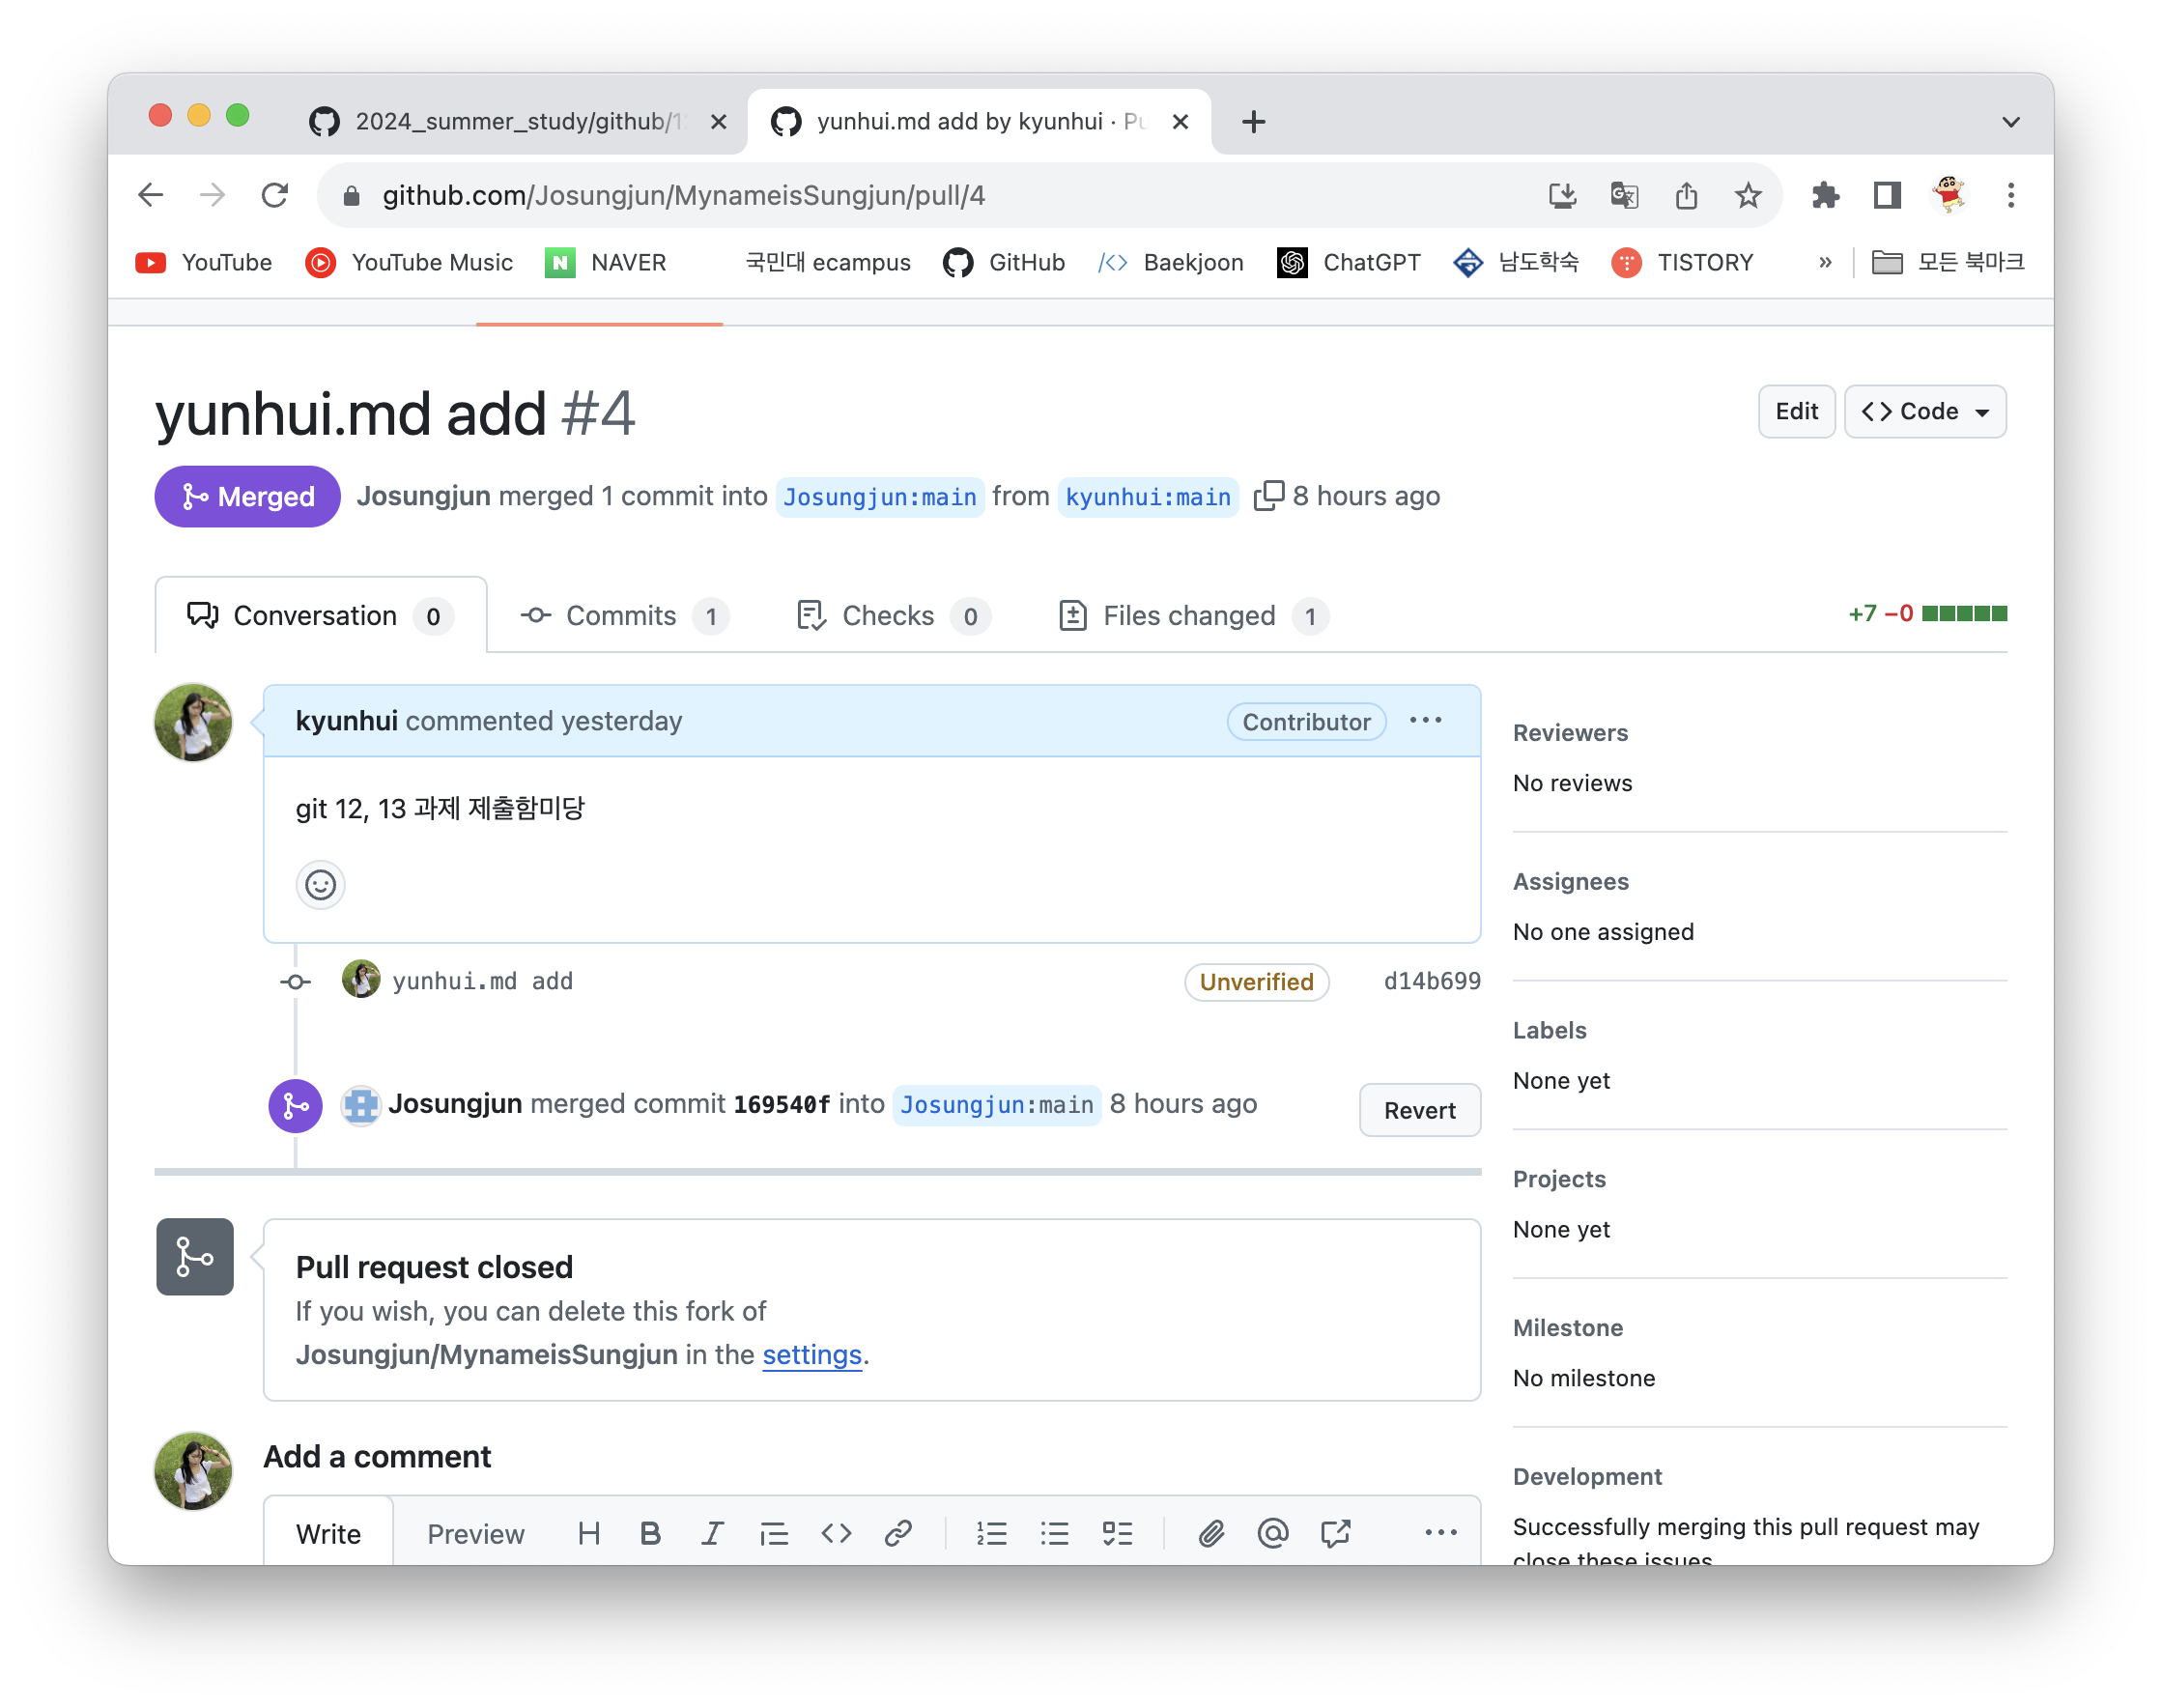 2024_summer_study/github/1
yunhui.md add by kyunhui · Pu
github.com/Josungjun/MynameisSungjun/pull/4
YouTube YouTube Music NAVER 국민대 ecampus GitHub Baekjoon ChatGPT 남도학숙 TISTORY » 모든 북마크
yunhui.md add #4
Edit
<> Code
Merged Josungjun merged 1 commit into Josungjun:main from kyunhui:main 8 hours ago
Conversation 0 Commits 1 Checks 0 Files changed 1 +7 −0
kyunhui commented yesterday
Contributor
git 12, 13 과제 제출함미당
yunhui.md add
Unverified
d14b699
Josungjun merged commit 169540f into Josungjun:main 8 hours ago
Revert
Pull request closed
If you wish, you can delete this fork of
Josungjun/MynameisSungjun in the settings.
Add a comment
Write Preview
Reviewers
No reviews
Assignees
No one assigned
Labels
None yet
Projects
None yet
Milestone
No milestone
Development
Successfully merging this pull request may
close these issues